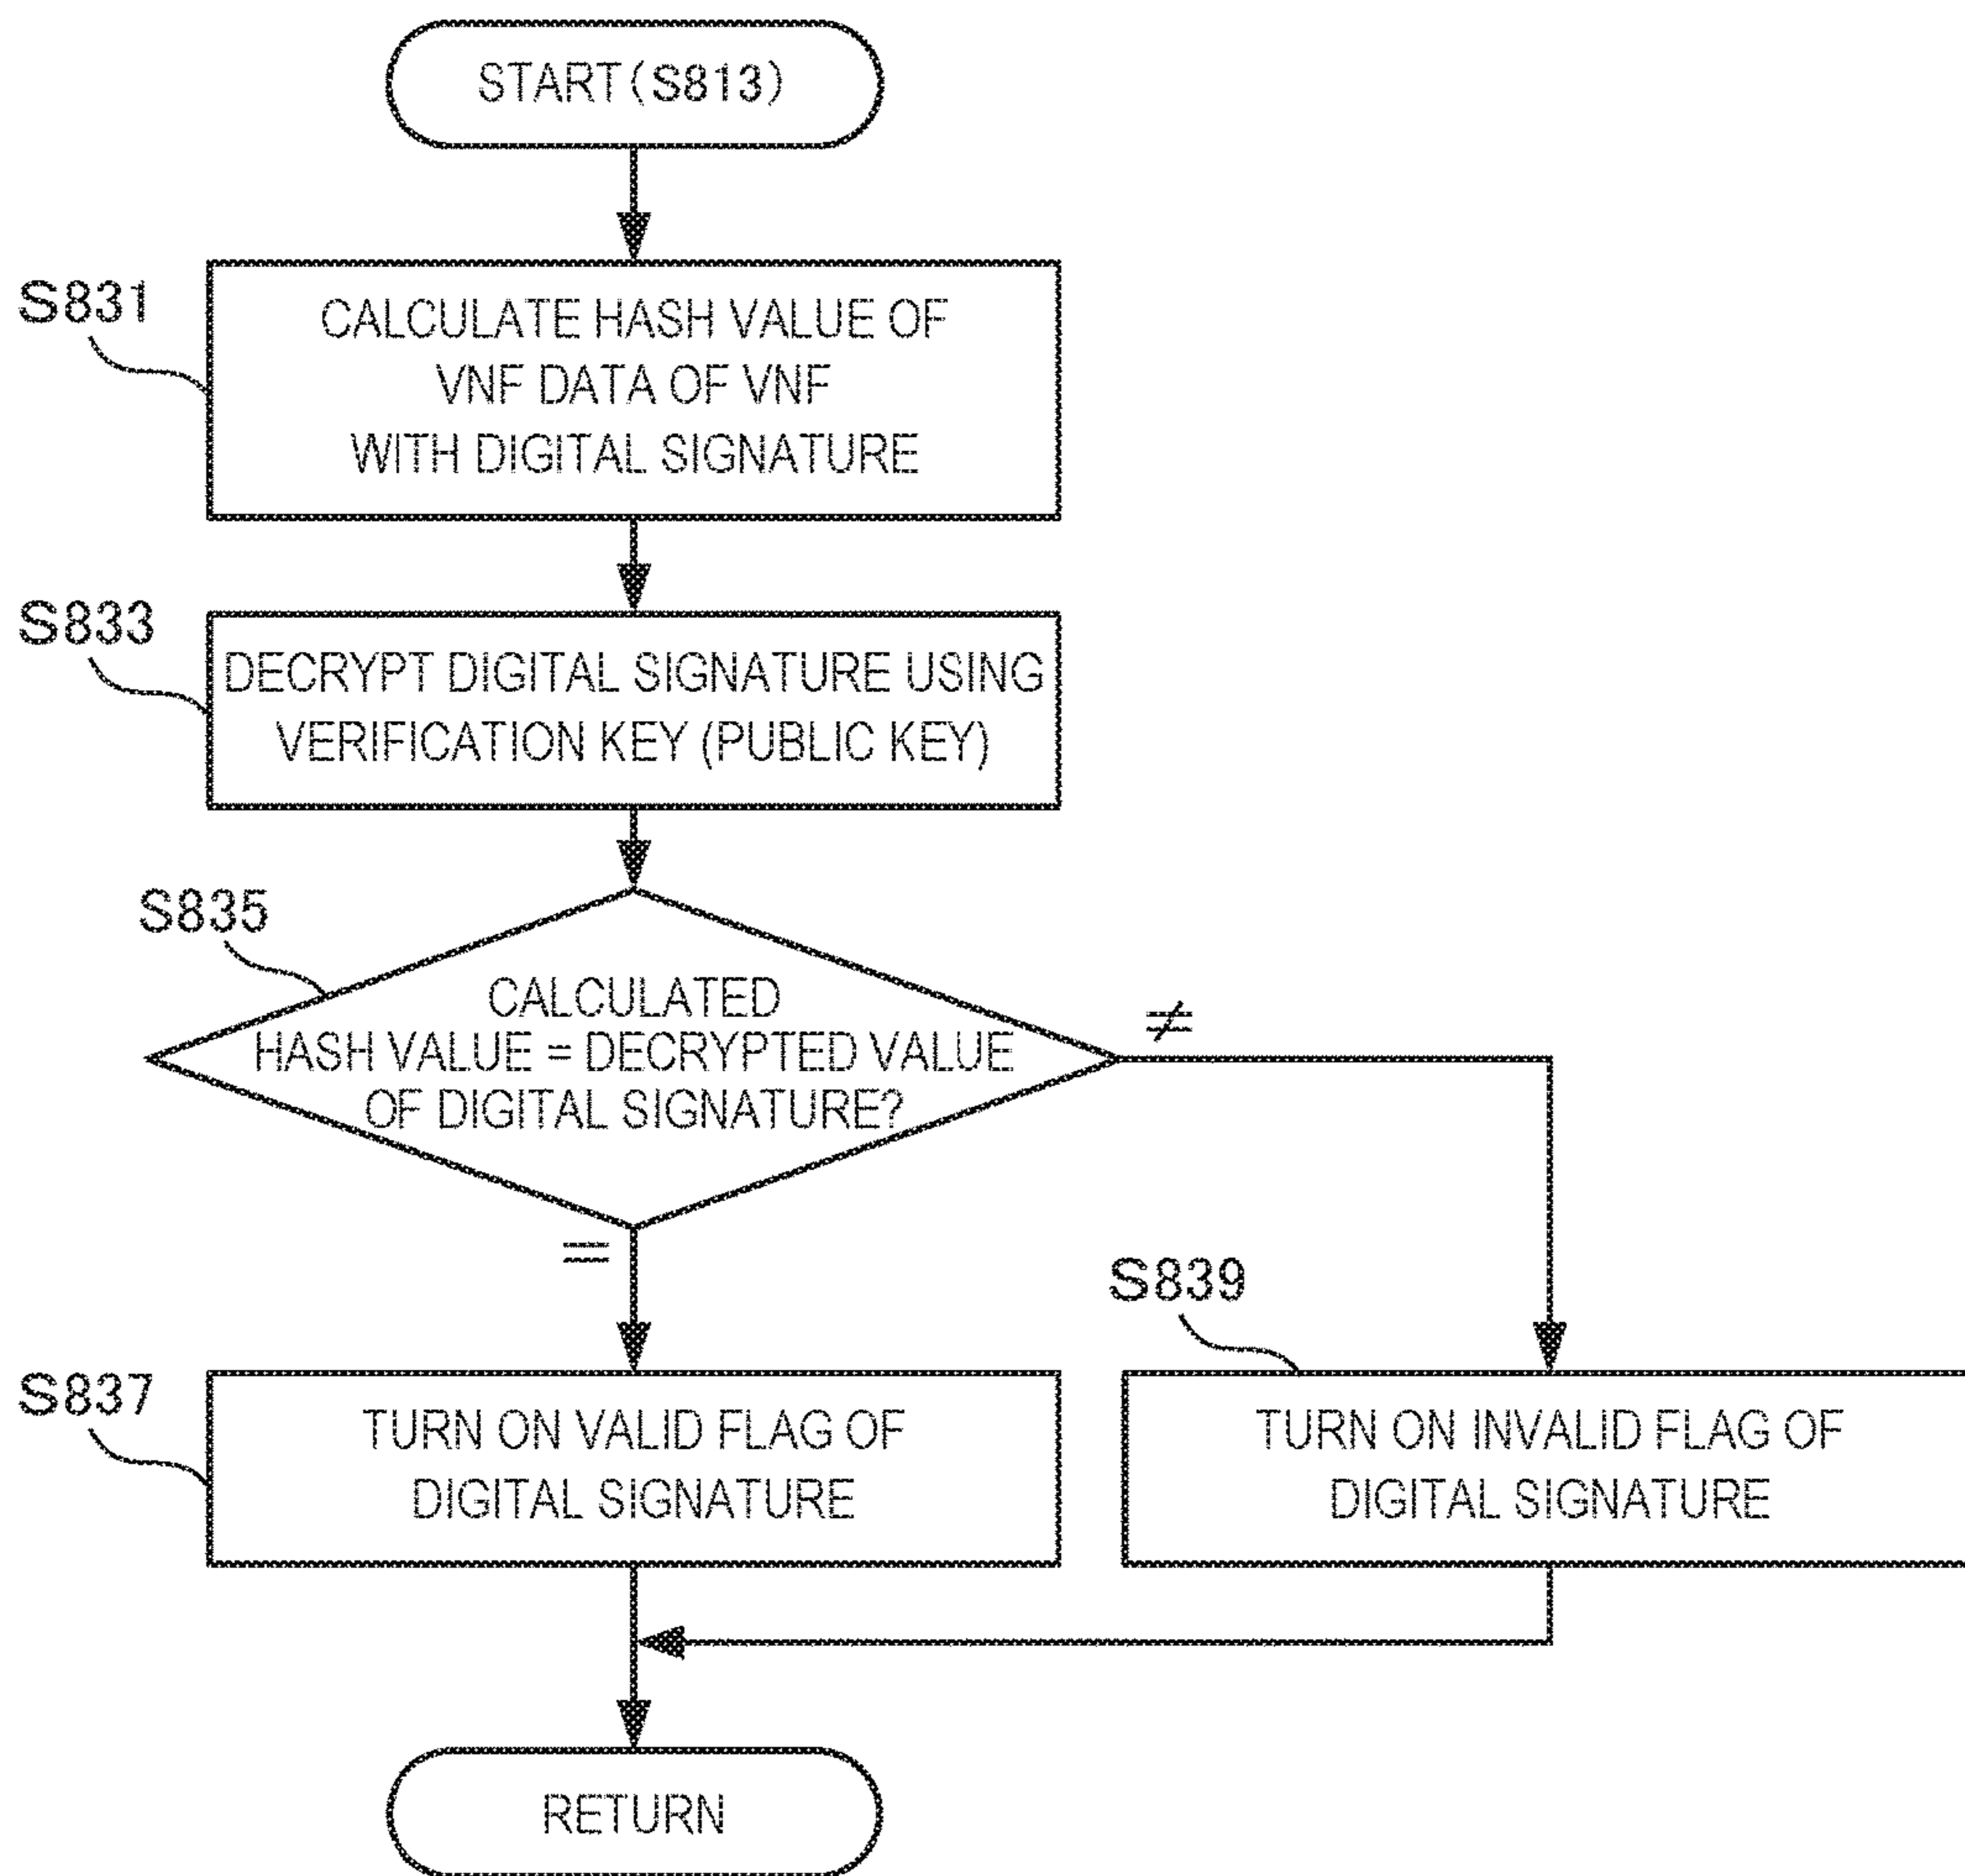 START(S813)
S831
CALCULATE HASH VALUE OF
VNF DATA OF VNF
WITH DIGITAL SIGNATURE
S833
DECRYPT DIGITAL SIGNATURE USING
VERIFICATION KEY (PUBLIC KEY)
S835
CALCULATED
HASH VALUE = DECRYPTED VALUE
OF DIGITAL SIGNATURE?
≠
=
S837
TURN ON VALID FLAG OF
DIGITAL SIGNATURE
S839
TURN ON INVALID FLAG OF
DIGITAL SIGNATURE
RETURN